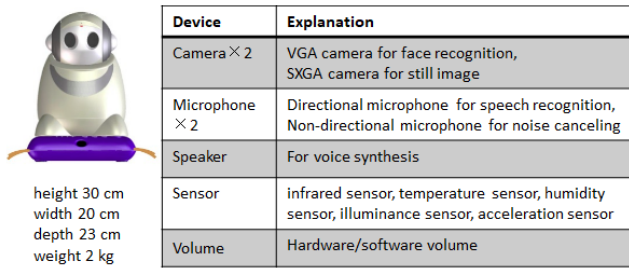 Device Explanation
Camera×2 VGA camera for face recognition,
SXGA camera for still image
Microphone Directional microphone for speech recognition,
×2 Non-directional microphone for noise canceling
Speaker For voice synthesis
Sensor infrared sensor, temperature sensor, humidity
sensor, illuminance sensor, acceleration sensor
Volume Hardware/software volume
height 30 cm
width 20 cm
depth 23 cm
weight 2 kg